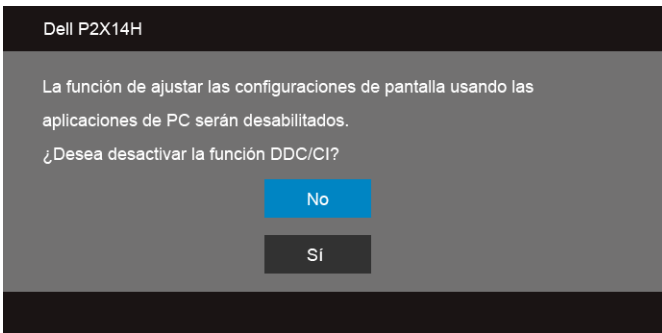 Dell P2X14H
La función de ajustar las configuraciones de pantalla usando las
aplicaciones de PC serán desabilitados.
¿Desea desactivar la función DDC/CI?
No
Sí